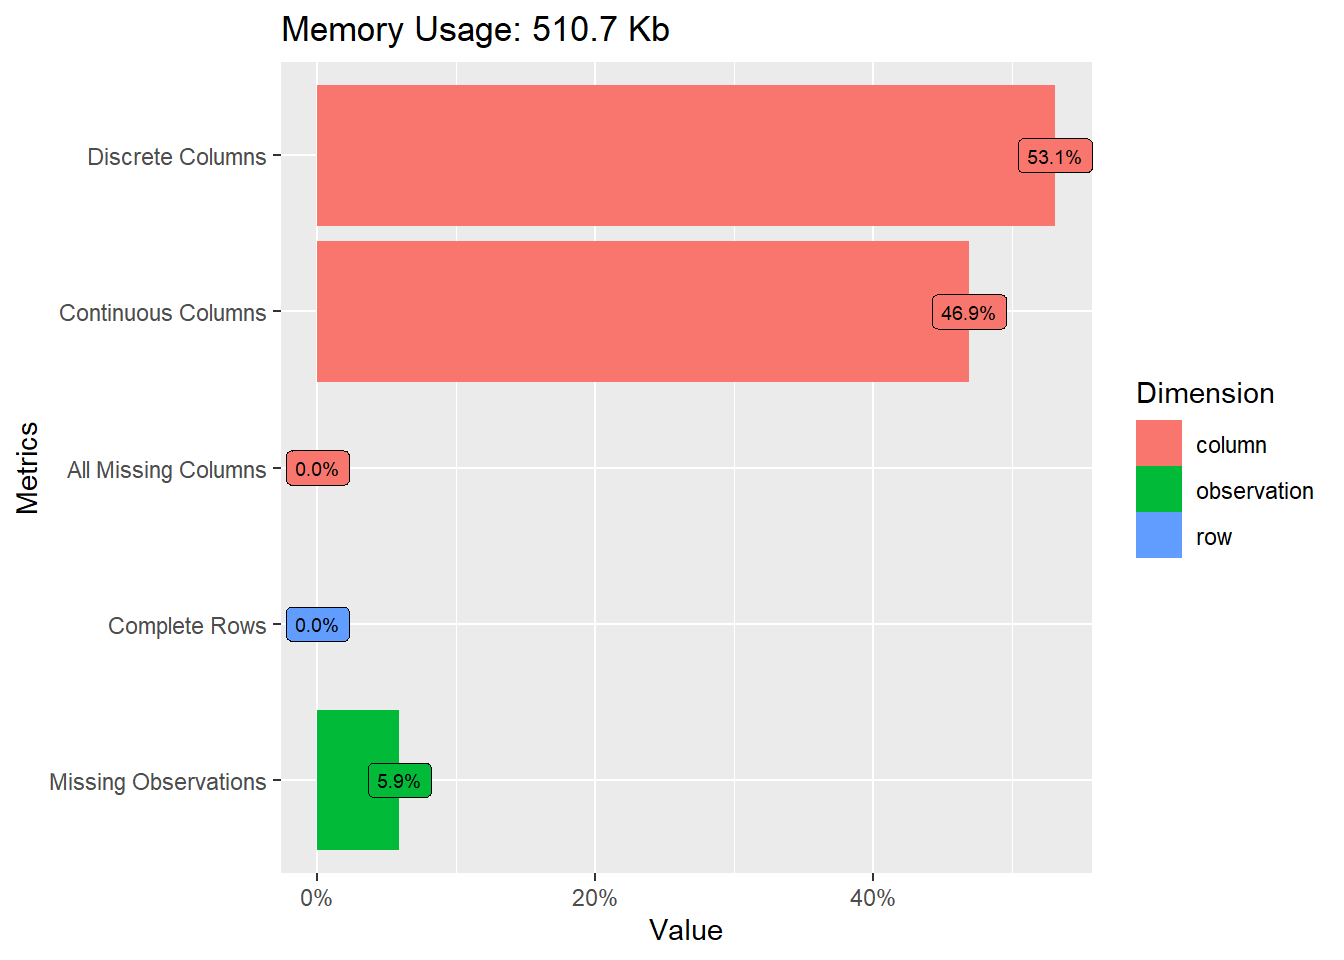 Memory Usage: 510.7 Kb
Discrete Columns
53.1%
Continuous Columns
46.9%
All Missing Columns
0.0%
Complete Rows
0.0%
Missing Observations
5.9%
Metrics
0%
20%
40%
Value
Dimension
column
observation
row